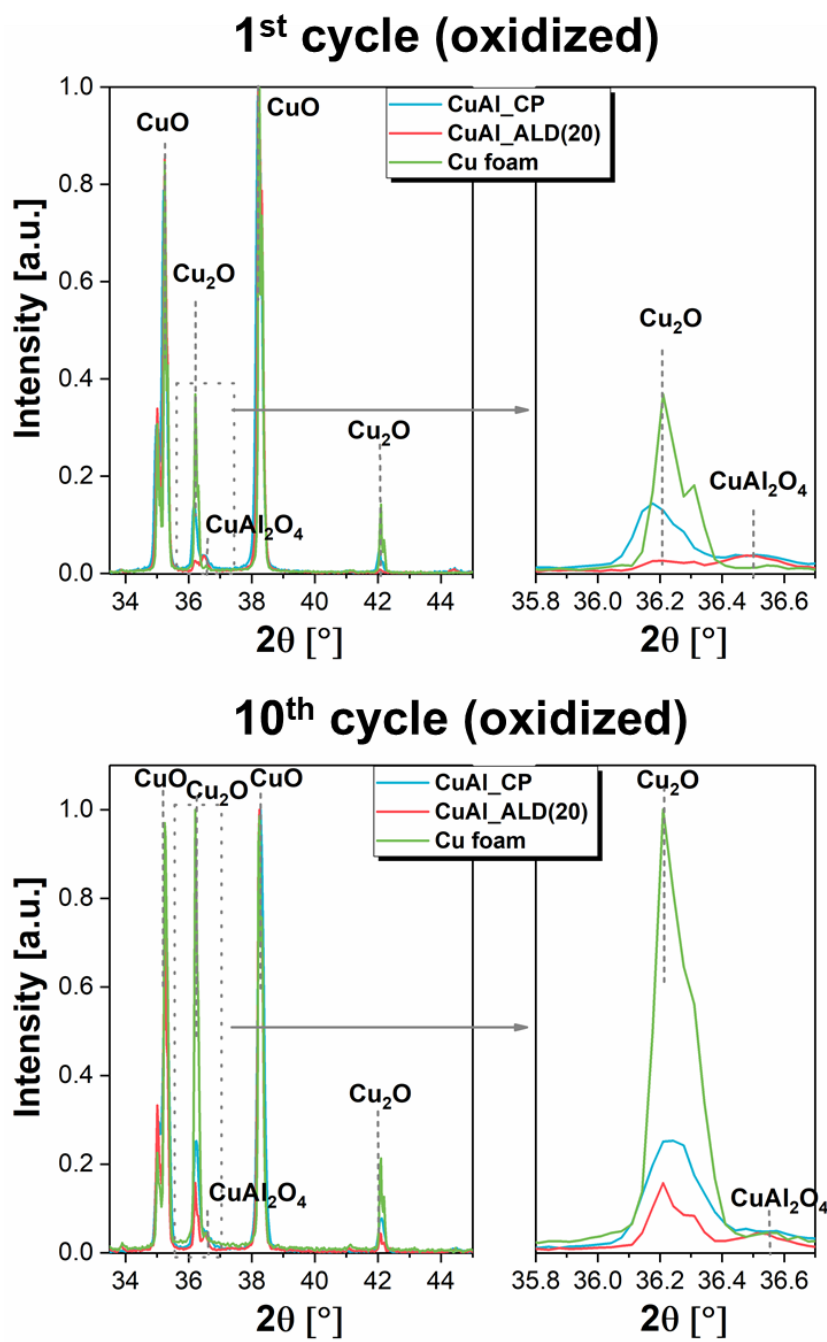 1st cycle (oxidized)
CuO
CuO
Cu2O
CuAl2O4
Cu2O
CuAl_CP
CuAl_ALD(20)
Cu foam
Cu2O
CuAl2O4
1.0
0.8
0.6
0.4
0.2
0.0
Intensity [a.u.]
34 36 38 40 42 44
35.8 36.0 36.2 36.4 36.6
2θ [°]
2θ [°]
10th cycle (oxidized)
CuO
Cu2O
CuO
CuAl2O4
Cu2O
CuAl_CP
CuAl_ALD(20)
Cu foam
Cu2O
CuAl2O4
1.0
0.8
0.6
0.4
0.2
0.0
Intensity [a.u.]
34 36 38 40 42 44
35.8 36.0 36.2 36.4 36.6
2θ [°]
2θ [°]